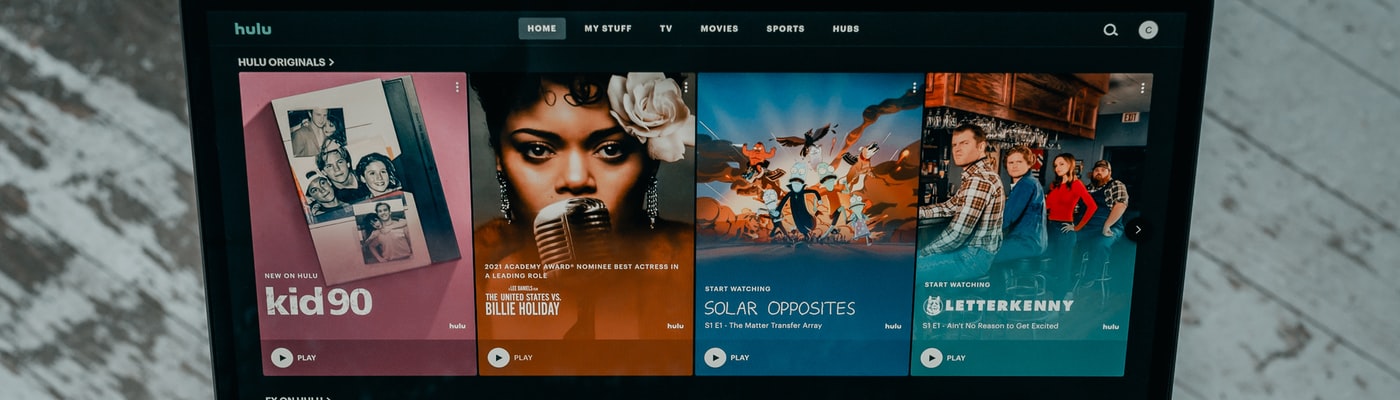 hulu
HOME MY STUFF TV MOVIES SPORTS HUBS
C
HULU ORIGINALS >
NEW ON HULU
kid 90
hulu
PLAY
2021 ACADEMY AWARD® NOMINEE BEST ACTRESS IN
A LEADING ROLE
A LEE DANIELS FILM
THE UNITED STATES VS.
BILLIE HOLIDAY
hulu
PLAY
START WATCHING
SOLAR OPPOSITES
S1 E1 - The Matter Transfer Array
hulu
PLAY
EXIT
START WATCHING
LETTERKENNY
S1 E1 - Ain't No Reason to Get Excited
hulu
PLAY
FX ON HULU >